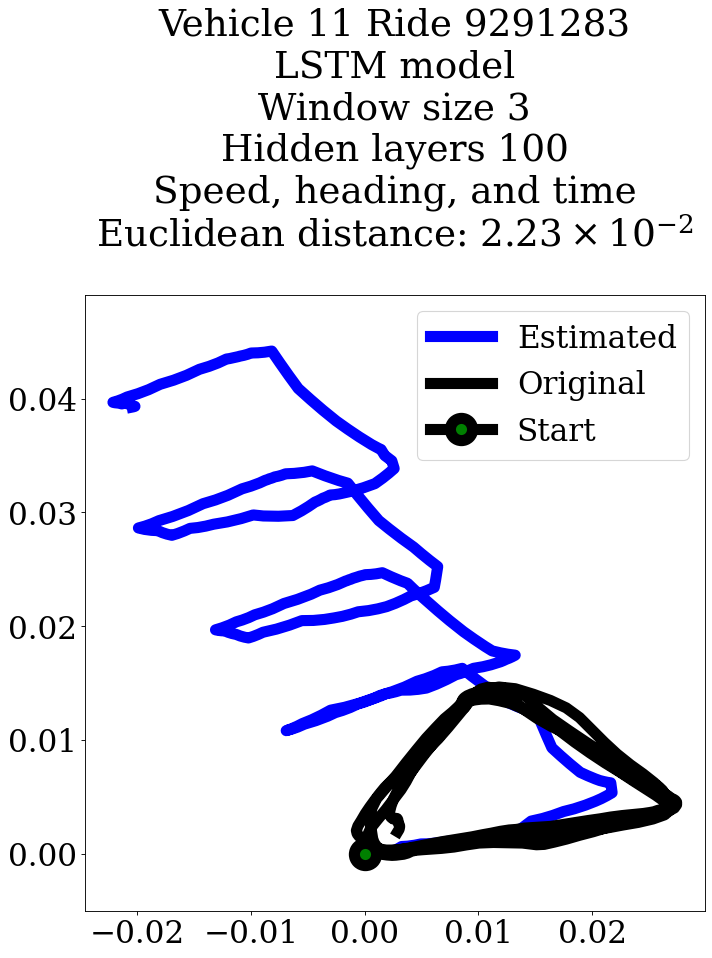 Vehicle 11 Ride 9291283
LSTM model
Window size 3
Hidden layers 100
Speed, heading, and time
Euclidean distance: 2.23 × 10⁻²
Estimated
Original
Start
0.04
0.03
0.02
0.01
0.00
−0.02 −0.01 0.00 0.01 0.02